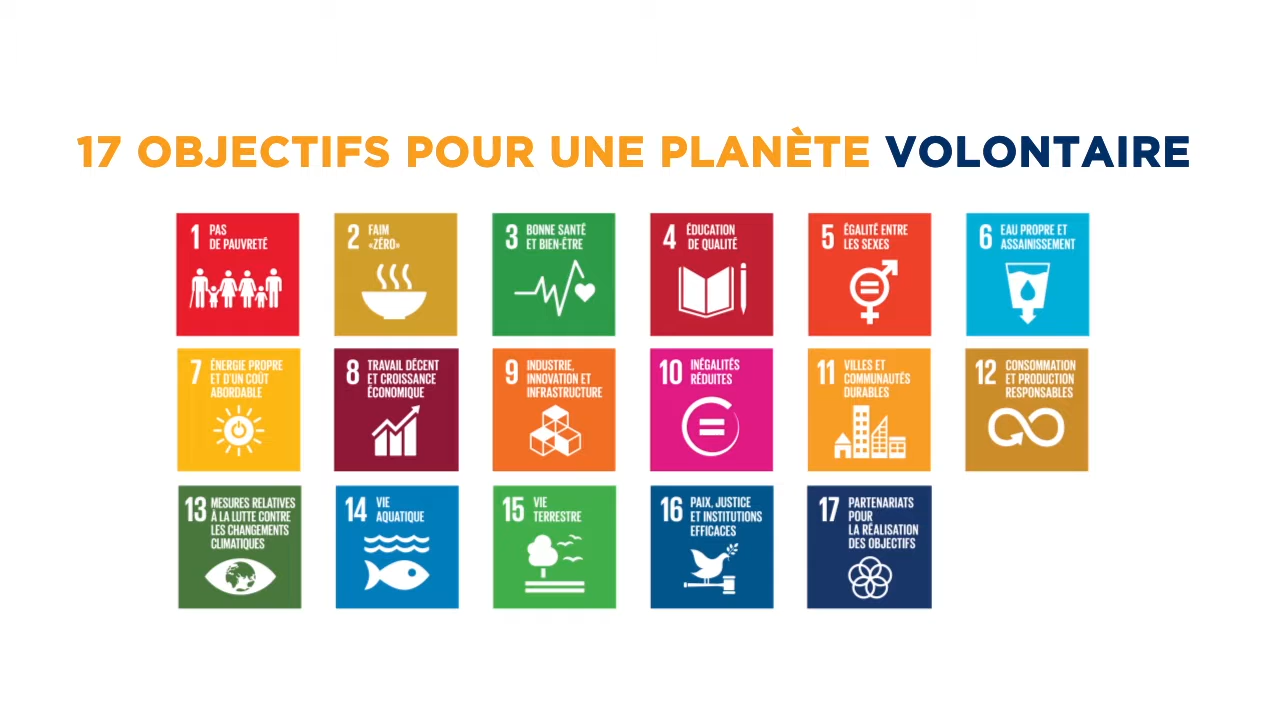 17 OBJECTIFS POUR UNE PLANÈTE VOLONTAIRE
1 PAS
DE PAUVRETÉ
2 FAIM
«ZÉRO»
3 BONNE SANTÉ
ET BIEN-ÊTRE
4 ÉDUCATION
DE QUALITÉ
5 ÉGALITÉ ENTRE
LES SEXES
6 EAU PROPRE ET
ASSAINISSEMENT
7 ÉNERGIE PROPRE
ET D'UN COÛT
ABORDABLE
8 TRAVAIL DÉCENT
ET CROISSANCE
ÉCONOMIQUE
9 INDUSTRIE,
INNOVATION ET
INFRASTRUCTURE
10 INÉGALITÉS
RÉDUITES
11 VILLES ET
COMMUNAUTÉS
DURABLES
12 CONSOMMATION
ET PRODUCTION
RESPONSABLES
13 MESURES RELATIVES
À LA LUTTE CONTRE
LES CHANGEMENTS
CLIMATIQUES
14 VIE
AQUATIQUE
15 VIE
TERRESTRE
16 PAIX, JUSTICE
ET INSTITUTIONS
EFFICACES
17 PARTENARIATS
POUR
LA RÉALISATION
DES OBJECTIFS